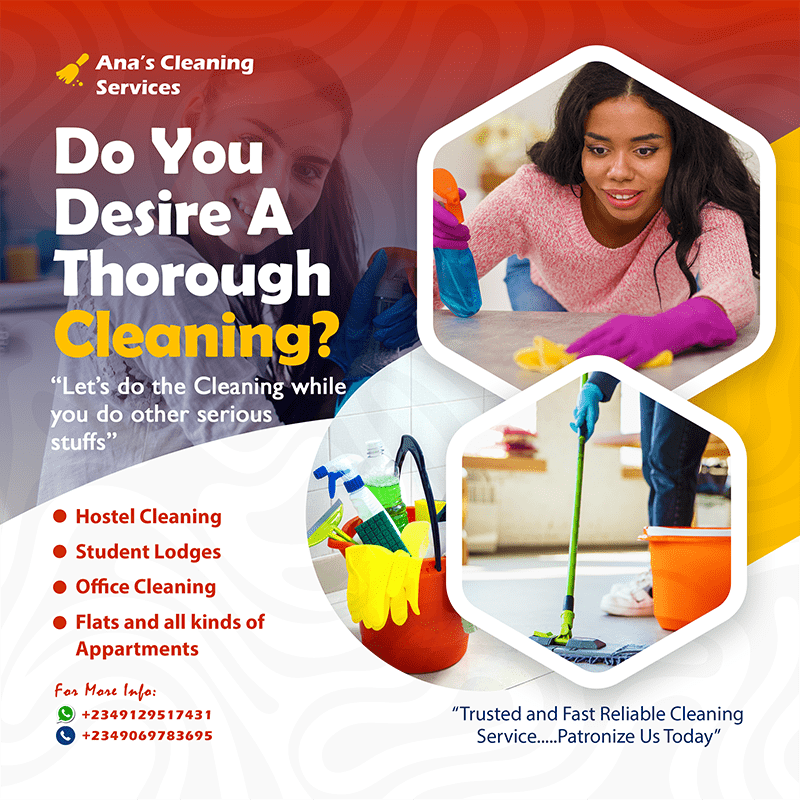 Ana's Cleaning
Services
Do You
Desire A
Thorough
Cleaning?
“Let's do the Cleaning while
you do other serious
stuffs”
Hostel Cleaning
Student Lodges
Office Cleaning
Flats and all kinds of
Appartments
For More Info:
+2349129517431
+2349069783695
“Trusted and Fast Reliable Cleaning
Service.....Patronize Us Today”